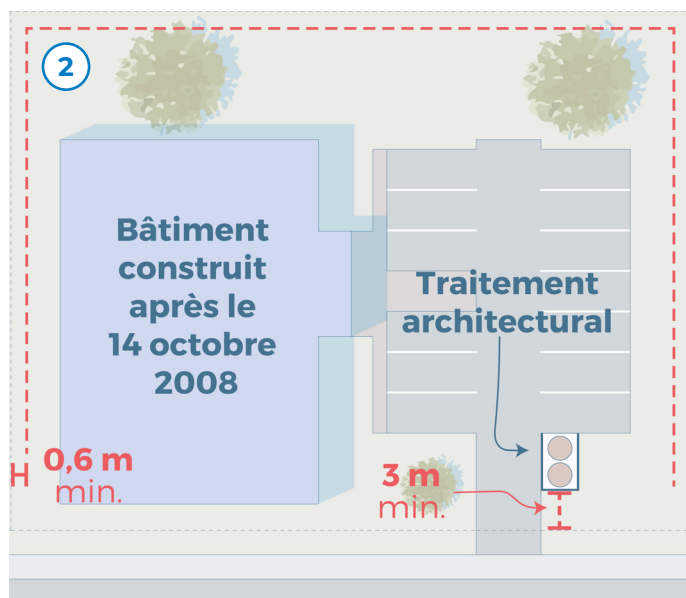 2
Bâtiment
construit
après le
14 octobre
2008
Traitement
architectural
0,6 m
min.
3 m
min.